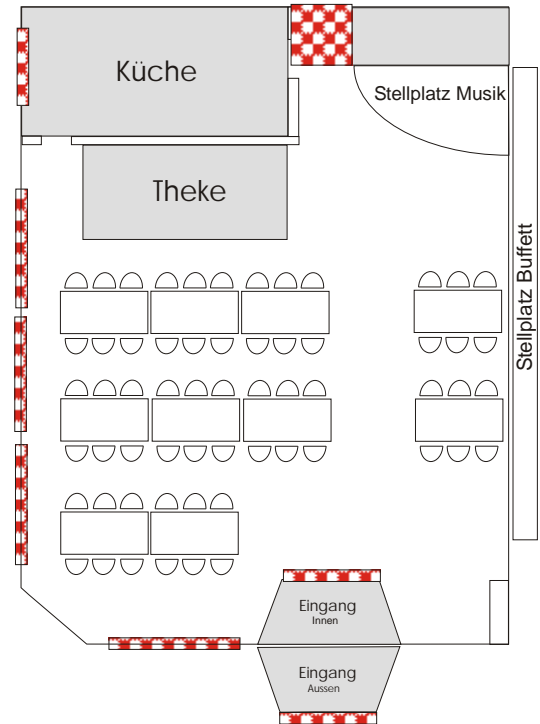 Küche
Stellplatz Musik
Theke
Stellplatz Buffett
Eingang
Innen
Eingang
Aussen